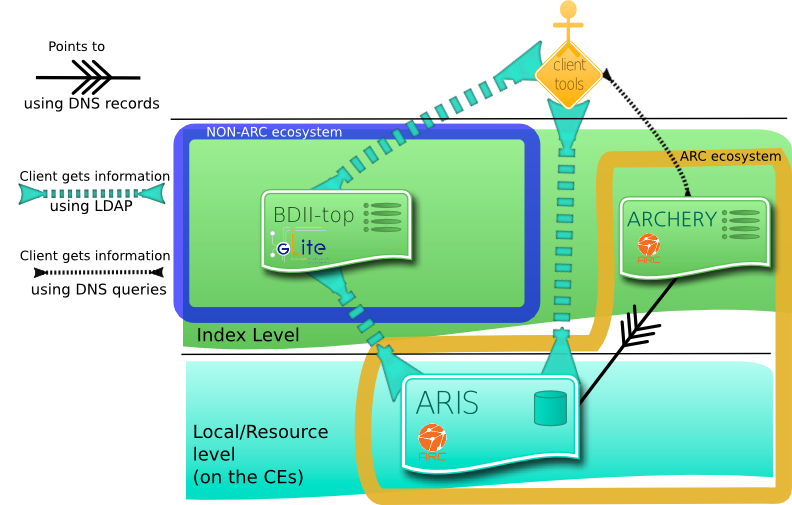 Points to
using DNS records
Client gets information
using LDAP
Client gets information
using DNS queries
client
tools
NON-ARC ecosystem
ARC ecosystem
BDII-top
gLite
ARCHERY
ARC
Index Level
ARIS
ARC
Local/Resource
level
(on the CEs)